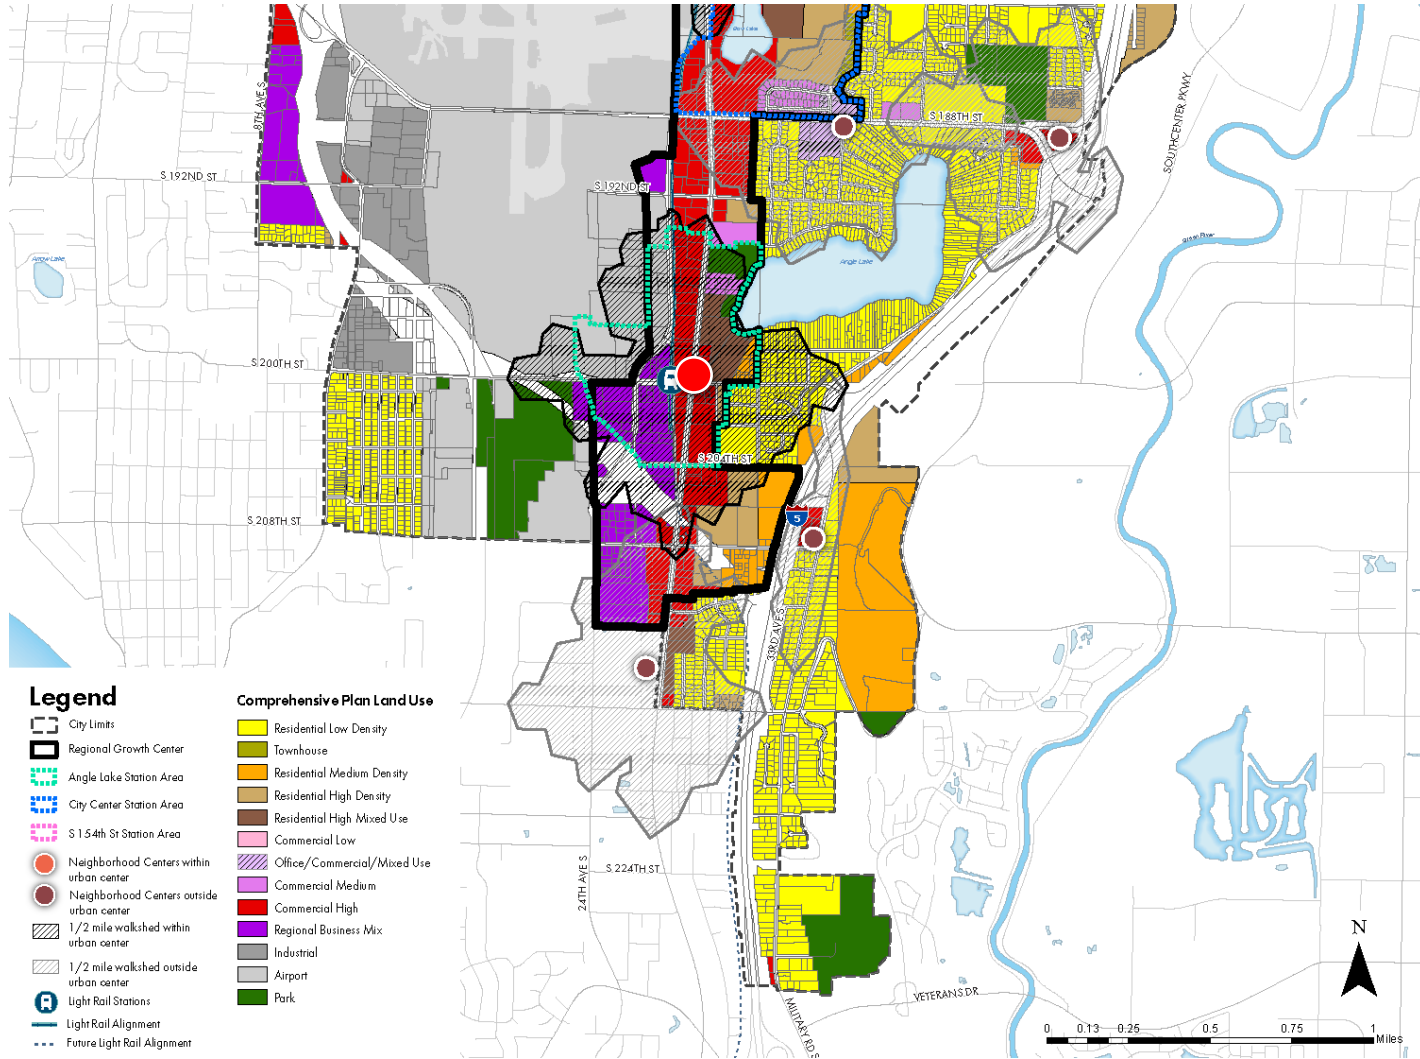 Bow Lake
8TH AVE S
S 188TH ST
SOUTHCENTER PKWY
S 192ND ST
S 192ND ST
Green River
Arrow Lake
Angle Lake
S 200TH ST
S 204TH ST
S 208TH ST
5
33RD AVE S
24TH AVE S
S 224TH ST
VETERANS DR
MILITARY RD S
Legend
City Limits
Regional Growth Center
Angle Lake Station Area
City Center Station Area
S 154th St Station Area
Neighborhood Centers within
urban center
Neighborhood Centers outside
urban center
1/2 mile walkshed within
urban center
1/2 mile walkshed outside
urban center
Light Rail Stations
Light Rail Alignment
Future Light Rail Alignment
Comprehensive Plan Land Use
Residential Low Density
Townhouse
Residential Medium Density
Residential High Density
Residential High Mixed Use
Commercial Low
Office/Commercial/Mixed Use
Commercial Medium
Commercial High
Regional Business Mix
Industrial
Airport
Park
N
0 0.13 0.25 0.5 0.75 1
Miles